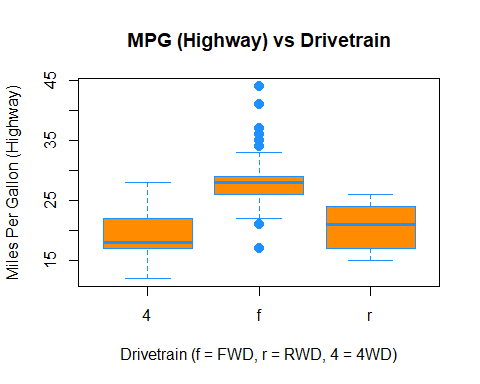 MPG (Highway) vs Drivetrain
Miles Per Gallon (Highway)
45
35
25
15
4 f r
Drivetrain (f = FWD, r = RWD, 4 = 4WD)